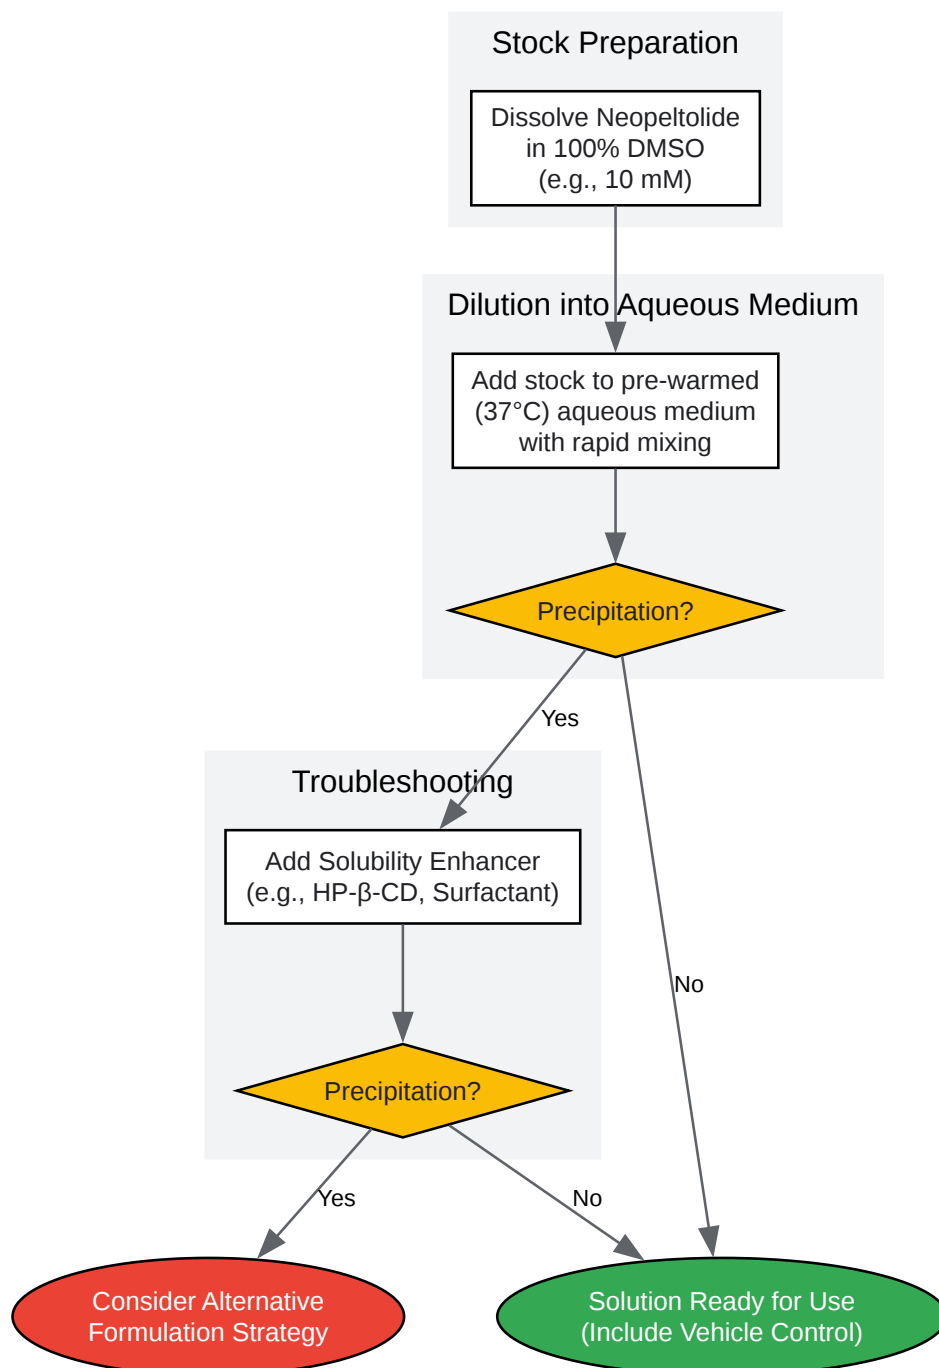 Stock Preparation
Dissolve Neopeltolide
in 100% DMSO
(e.g., 10 mM)
Dilution into Aqueous Medium
Add stock to pre-warmed
(37°C) aqueous medium
with rapid mixing
Precipitation?
Yes
Troubleshooting
Add Solubility Enhancer
(e.g., HP-β-CD, Surfactant)
No
Precipitation?
Yes
No
Consider Alternative
Formulation Strategy
Solution Ready for Use
(Include Vehicle Control)